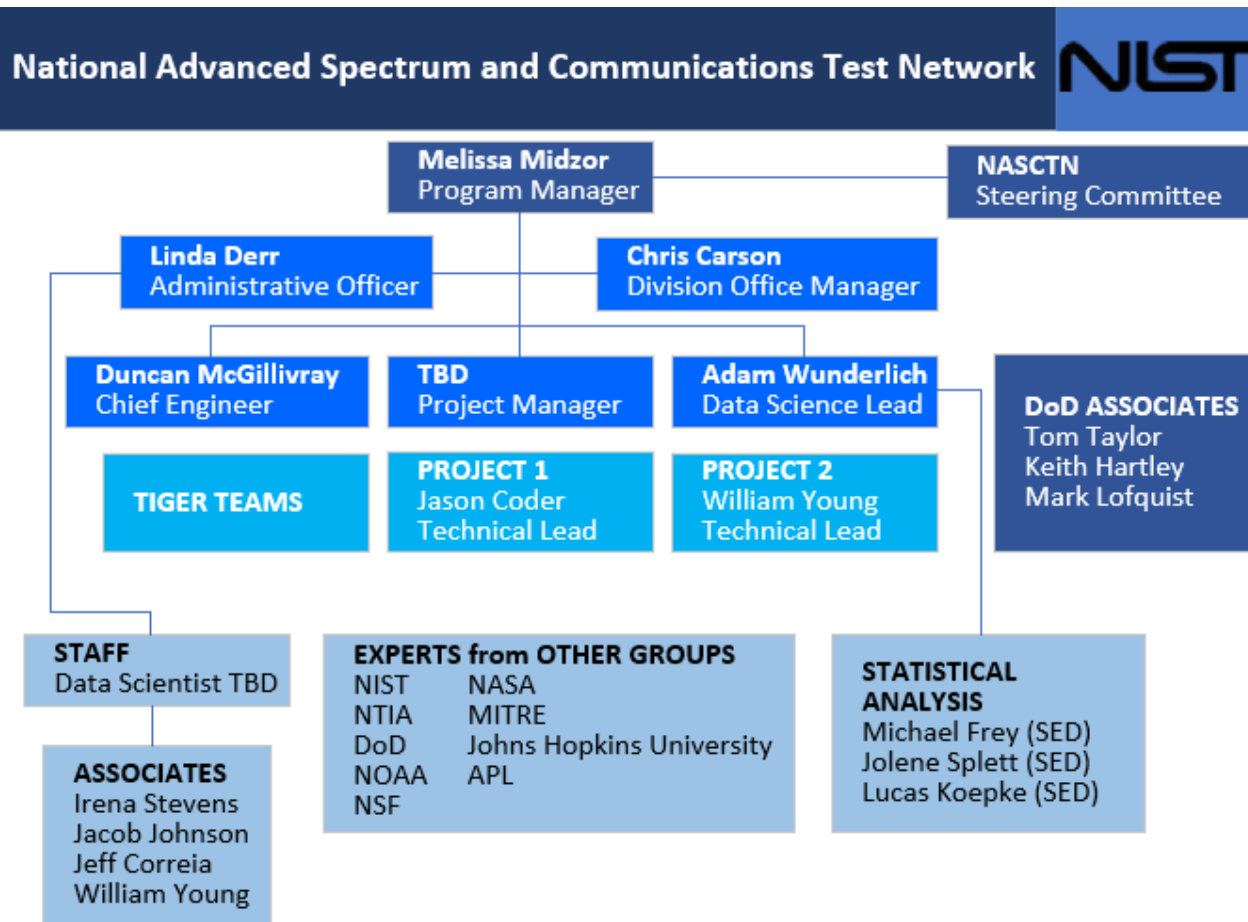 National Advanced Spectrum and Communications Test Network
NIST
Melissa Midzor
Program Manager
NASCTN
Steering Committee
Linda Derr
Administrative Officer
Chris Carson
Division Office Manager
Duncan McGillivray
Chief Engineer
TBD
Project Manager
Adam Wunderlich
Data Science Lead
DoD ASSOCIATES
Tom Taylor
Keith Hartley
Mark Lofquist
TIGER TEAMS
PROJECT 1
Jason Coder
Technical Lead
PROJECT 2
William Young
Technical Lead
STAFF
Data Scientist TBD
ASSOCIATES
Irena Stevens
Jacob Johnson
Jeff Correia
William Young
EXPERTS from OTHER GROUPS
NIST NASA
NTIA MITRE
DoD Johns Hopkins University
NOAA APL
NSF
STATISTICAL
ANALYSIS
Michael Frey (SED)
Jolene Splett (SED)
Lucas Koepke (SED)